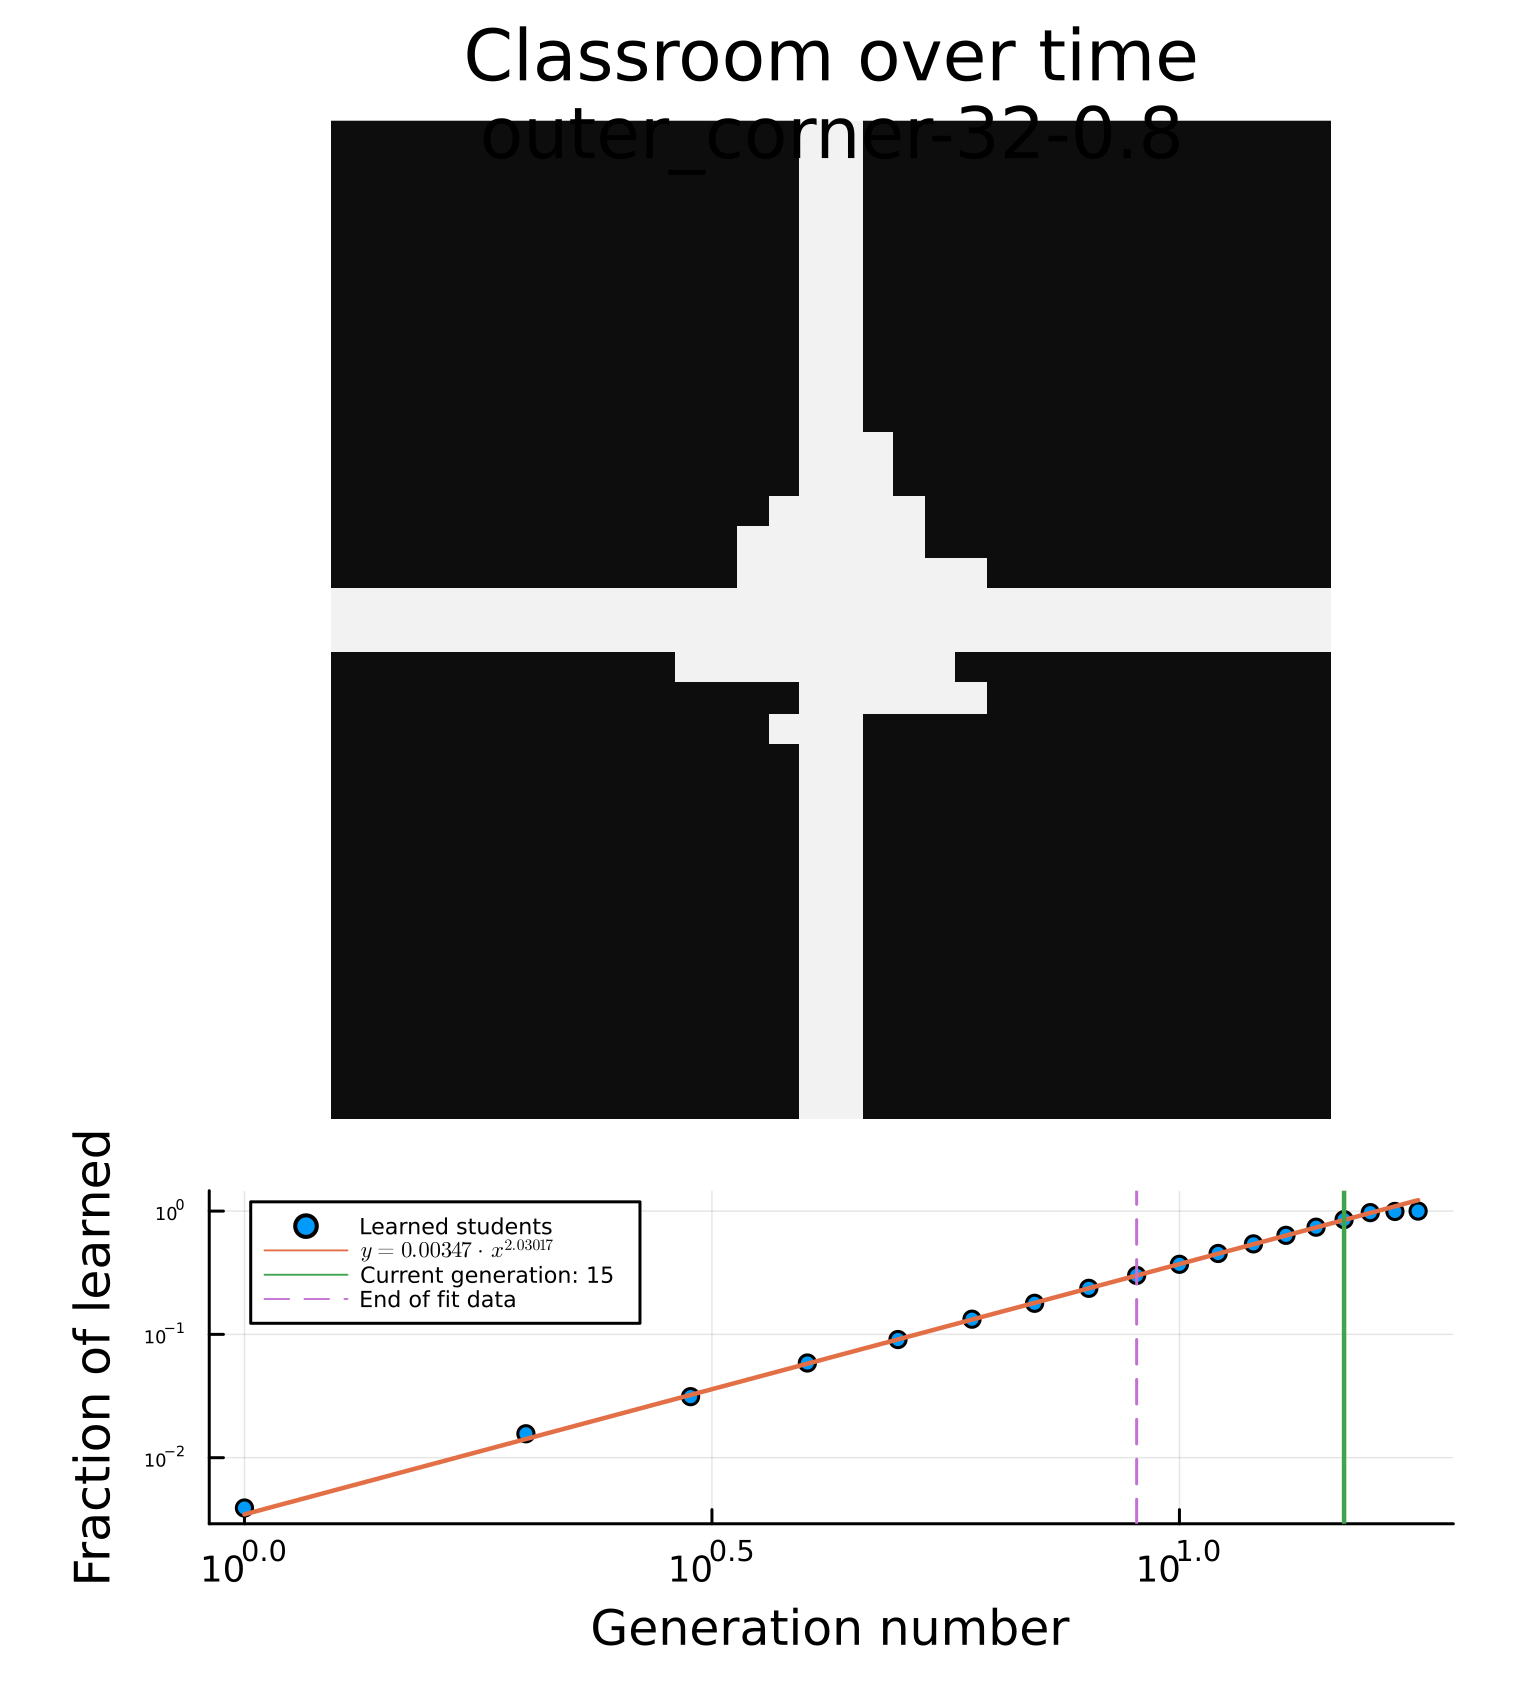 Classroom over time
outer_corner-32-0.8
Fraction of learned
10^0
10^−1
10^−2
Learned students
y = 0.00347 · x^2.03017
Current generation: 15
End of fit data
10^0.0
10^0.5
10^1.0
Generation number